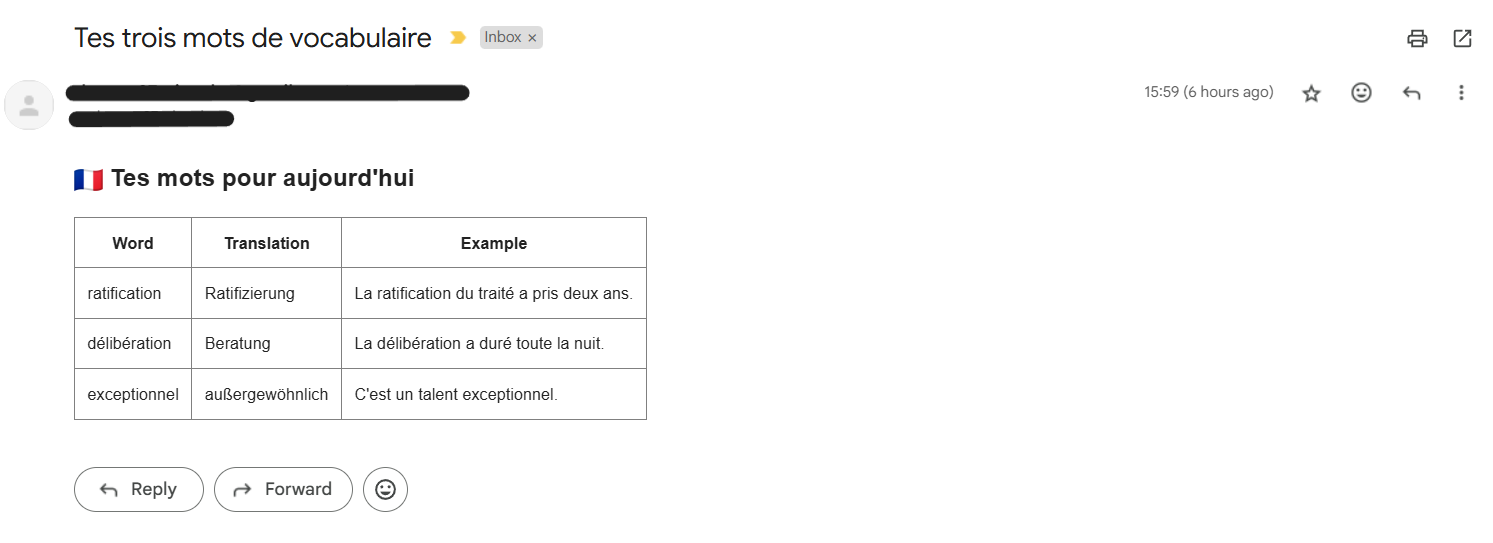 Tes trois mots de vocabulaire Inbox ×
15:59 (6 hours ago)
Tes mots pour aujourd'hui
Word Translation Example
ratification Ratifizierung La ratification du traité a pris deux ans.
délibération Beratung La délibération a duré toute la nuit.
exceptionnel außergewöhnlich C'est un talent exceptionnel.
Reply Forward